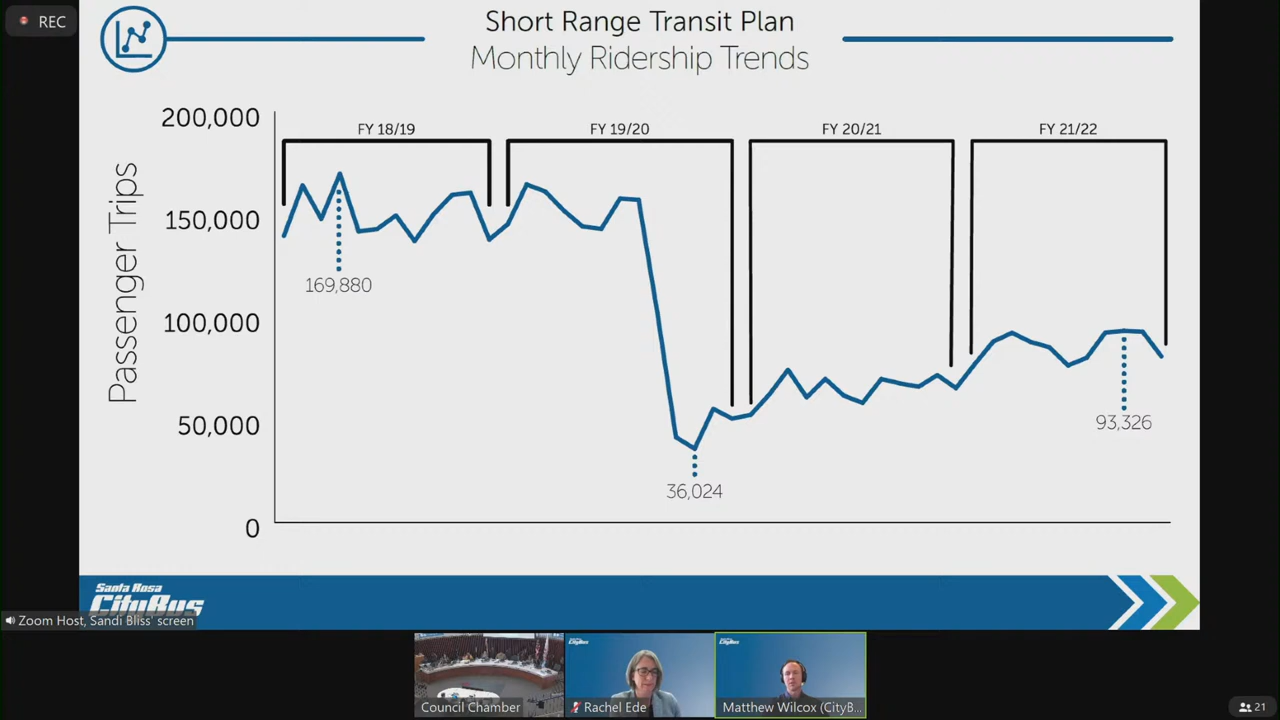 REC
Short Range Transit Plan
Monthly Ridership Trends
Passenger Trips
200,000
150,000
100,000
50,000
0
FY 18/19
FY 19/20
FY 20/21
FY 21/22
169,880
36,024
93,326
Santa Rosa
CityBus
Zoom Host, Sandi Bliss' screen
Council Chamber
Rachel Ede
Matthew Wilcox (CityB...
21